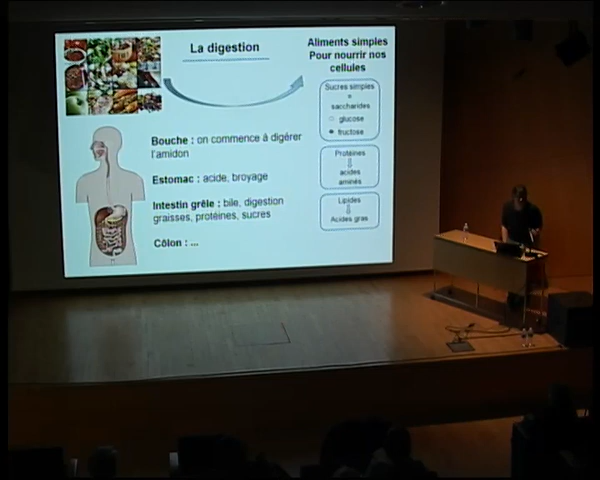 La digestion
Aliments simples
Pour nourrir nos
cellules
Sucres simples
=
saccharides
glucose
fructose
Bouche : on commence à digérer
l'amidon
Protéines
acides
aminés
Estomac : acide, broyage
Intestin grêle : bile, digestion
graisses, protéines, sucres
Lipides
Acides gras
Côlon : ...